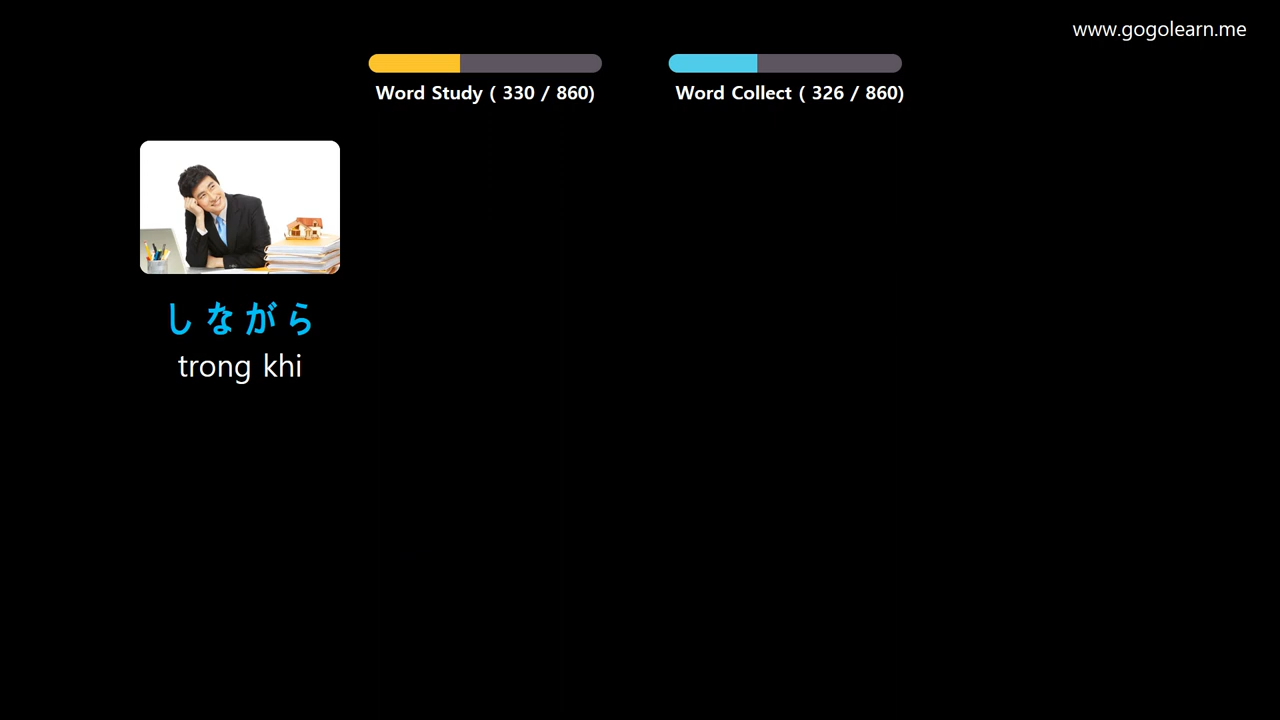 www.gogolearn.me
Word Study ( 330 / 860)
Word Collect ( 326 / 860)
しながら
trong khi